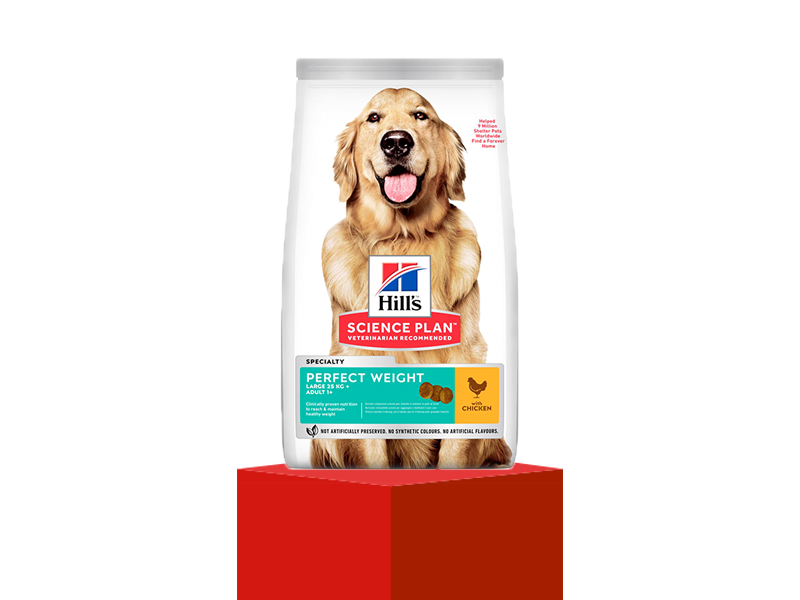 Helped
9 Million
Shelter Pets
Worldwide
Find a Forever
Home
Hill's
SCIENCE PLAN™
VETERINARIAN RECOMMENDED
SPECIALTY
PERFECT WEIGHT
LARGE 25 KG +
ADULT 1+
Clinically proven nutrition
to reach & maintain
healthy weight
with
CHICKEN
NOT ARTIFICIALLY PRESERVED. NO SYNTHETIC COLOURS. NO ARTIFICIAL FLAVOURS.